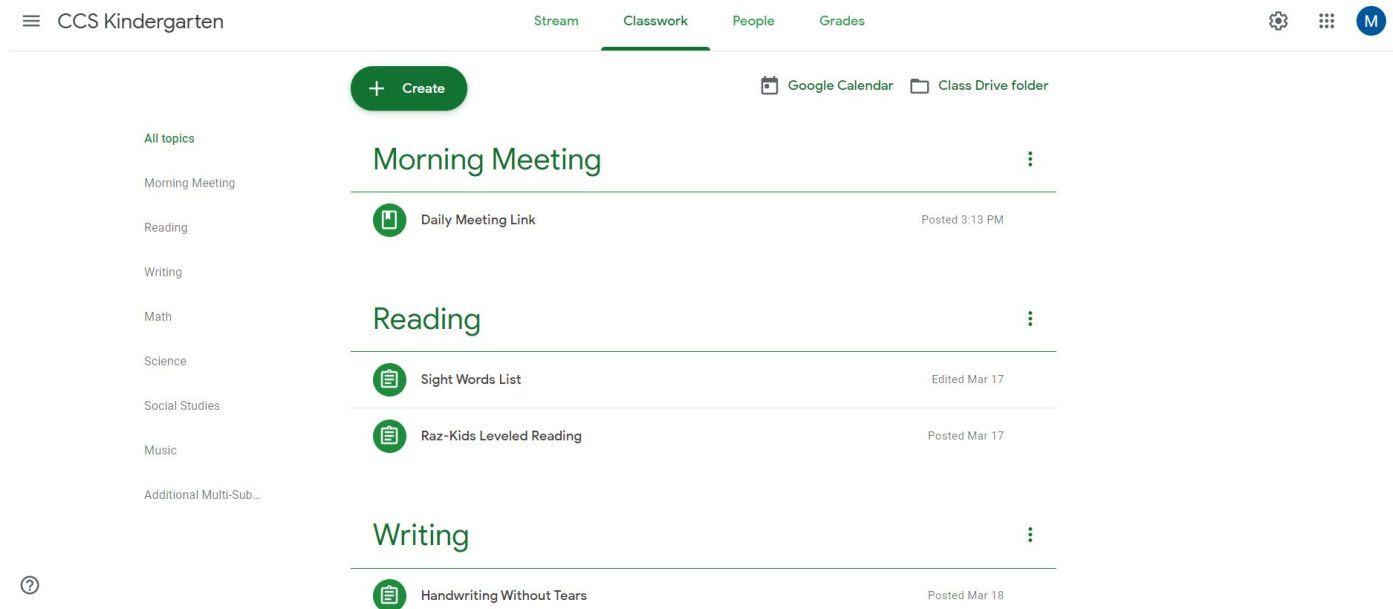 CCS Kindergarten
Stream Classwork People Grades
M
Create
Google Calendar Class Drive folder
All topics
Morning Meeting
Reading
Writing
Math
Science
Social Studies
Music
Additional Multi-Sub...
Morning Meeting
Daily Meeting Link Posted 3:13 PM
Reading
Sight Words List Edited Mar 17
Raz-Kids Leveled Reading Posted Mar 17
Writing
Handwriting Without Tears Posted Mar 18